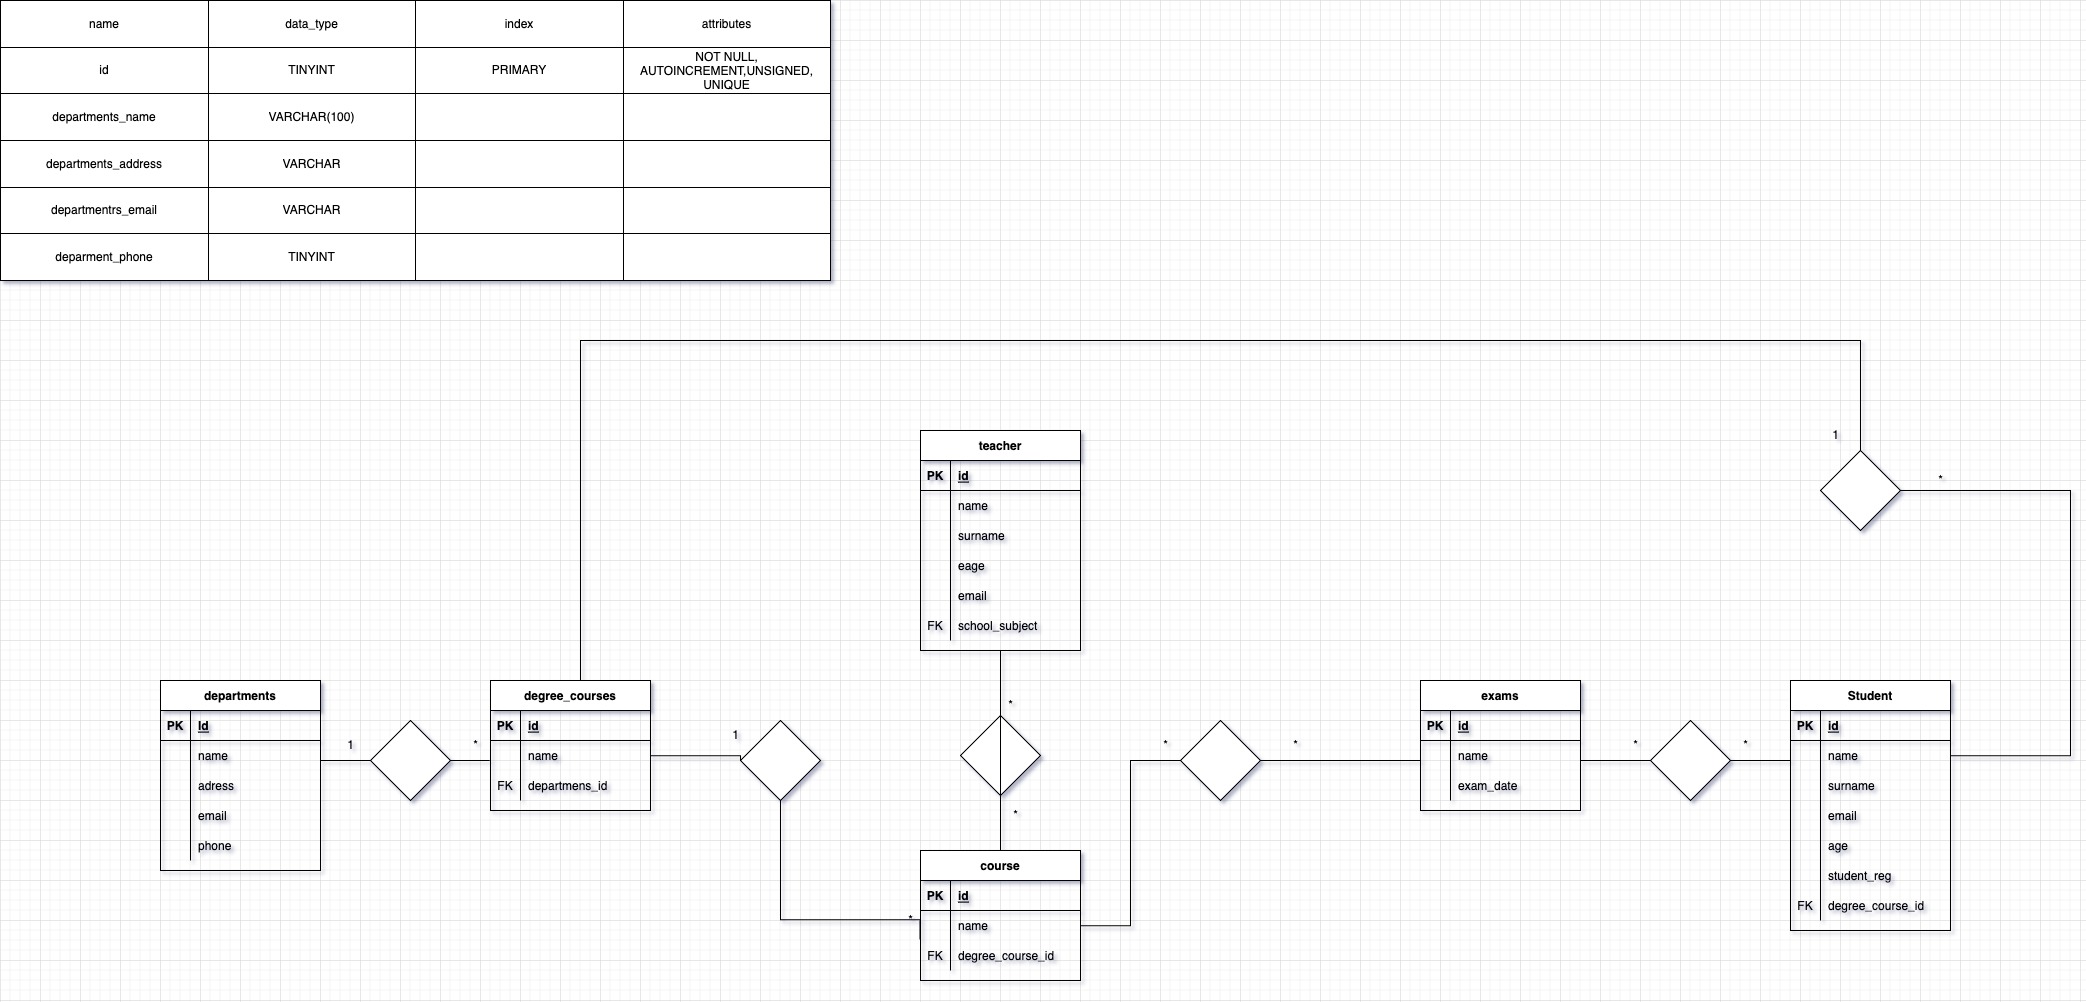 name data_type index attributes
id TINYINT PRIMARY NOT NULL,
AUTOINCREMENT,UNSIGNED,
UNIQUE
departments_name VARCHAR(100)
departments_address VARCHAR
departmentrs_email VARCHAR
deparment_phone TINYINT
1
*
teacher
PK id
name
surname
eage
email
FK school_subject
*
*
departments
PK Id
name
adress
email
phone
1
*
degree_courses
PK id
name
FK departmens_id
1
*
course
PK id
name
FK degree_course_id
*
*
exams
PK id
name
exam_date
*
*
Student
PK id
name
surname
email
age
student_reg
FK degree_course_id